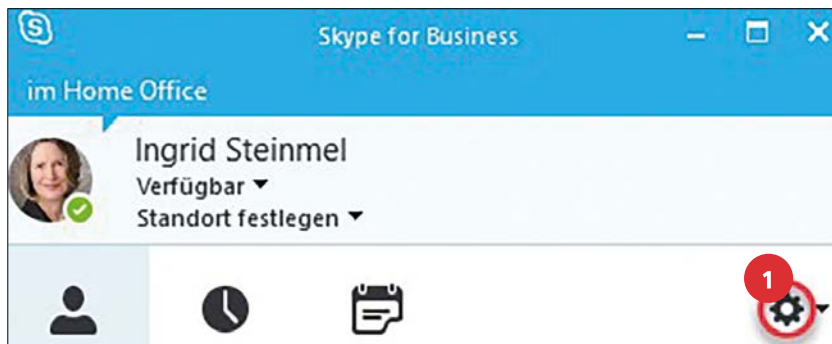 Skype for Business
im Home Office
Ingrid Steinmel
Verfügbar
Standort festlegen
1